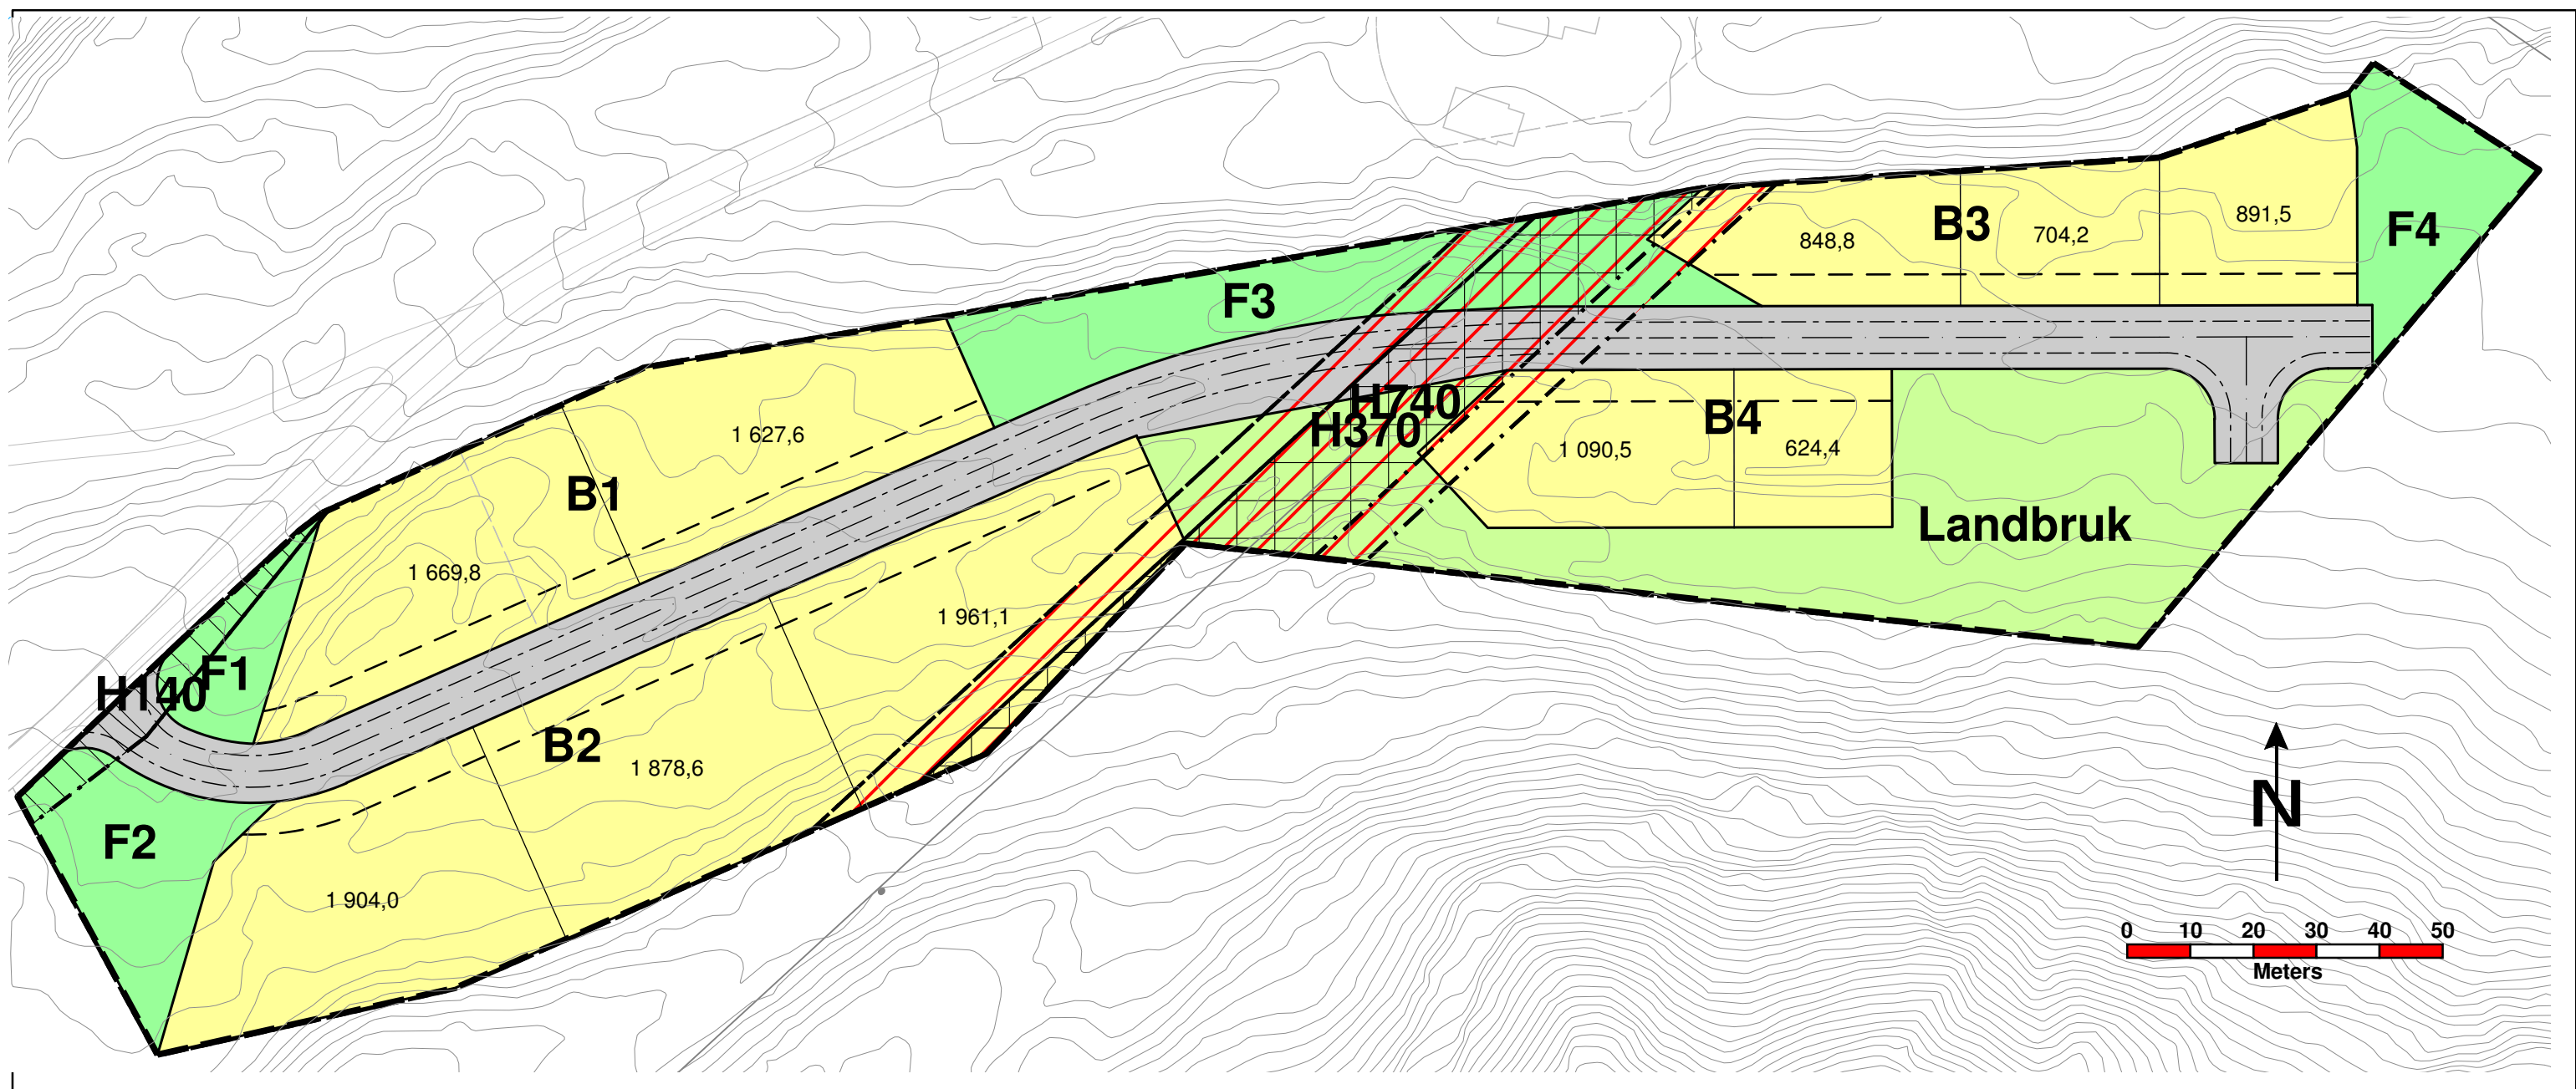 891,5
B3
F4
848,8
704,2
F3
H740
H370
B4
1 627,6
1 090,5
624,4
B1
Landbruk
1 669,8
1 961,1
F1
H140
B2
1 878,6
F2
N
1 904,0
0 10 20 30 40 50
Meters